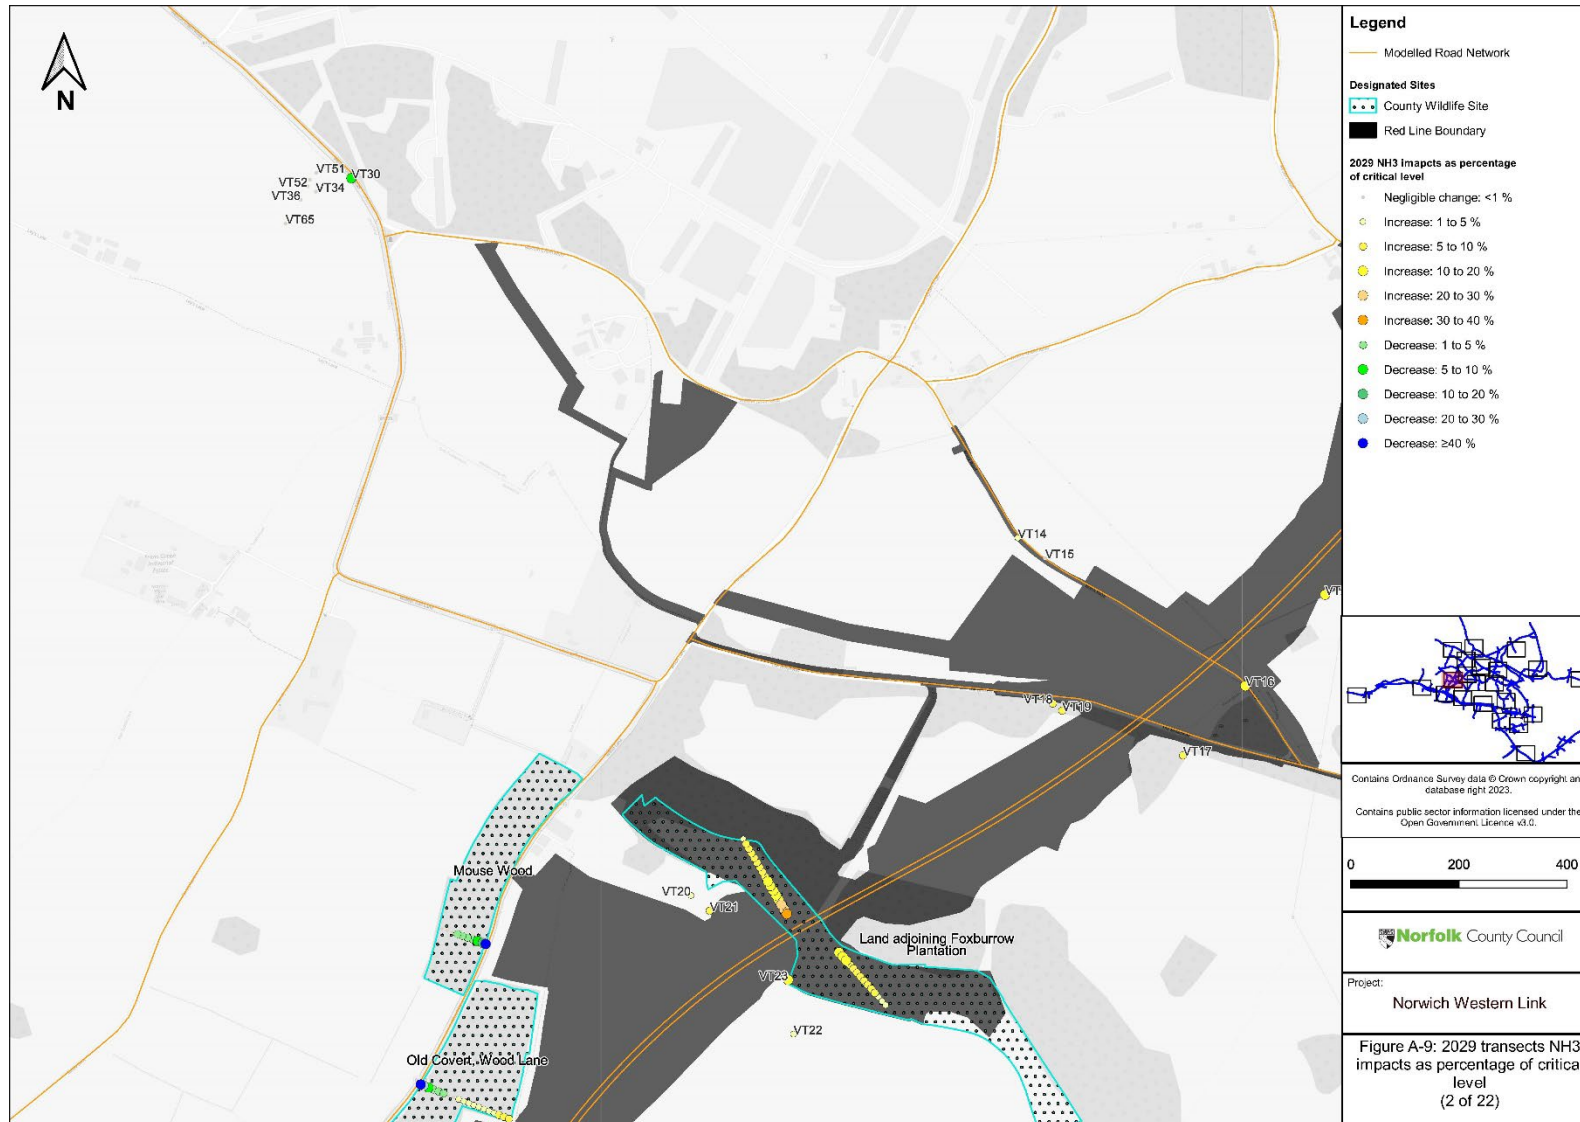 N
VT51
VT30
VT52
VT34
VT36
VT65
VT14
VT15
VT
VT16
VT18
VT19
VT17
Mouse Wood
VT20
VT21
Land adjoining Foxburrow
Plantation
VT23
VT22
Old Covert, Wood Lane
Legend
Modelled Road Network
Designated Sites
County Wildlife Site
Red Line Boundary
2029 NH3 imapcts as percentage
of critical level
Negligible change: <1 %
Increase: 1 to 5 %
Increase: 5 to 10 %
Increase: 10 to 20 %
Increase: 20 to 30 %
Increase: 30 to 40 %
Decrease: 1 to 5 %
Decrease: 5 to 10 %
Decrease: 10 to 20 %
Decrease: 20 to 30 %
Decrease: ≥40 %
Contains Ordnance Survey data © Crown copyright an
database right 2023.
Contains public sector information licensed under the
Open Government Licence v3.0.
0 200 400
Norfolk County Council
Project:
Norwich Western Link
Figure A-9: 2029 transects NH3
impacts as percentage of critica
level
(2 of 22)